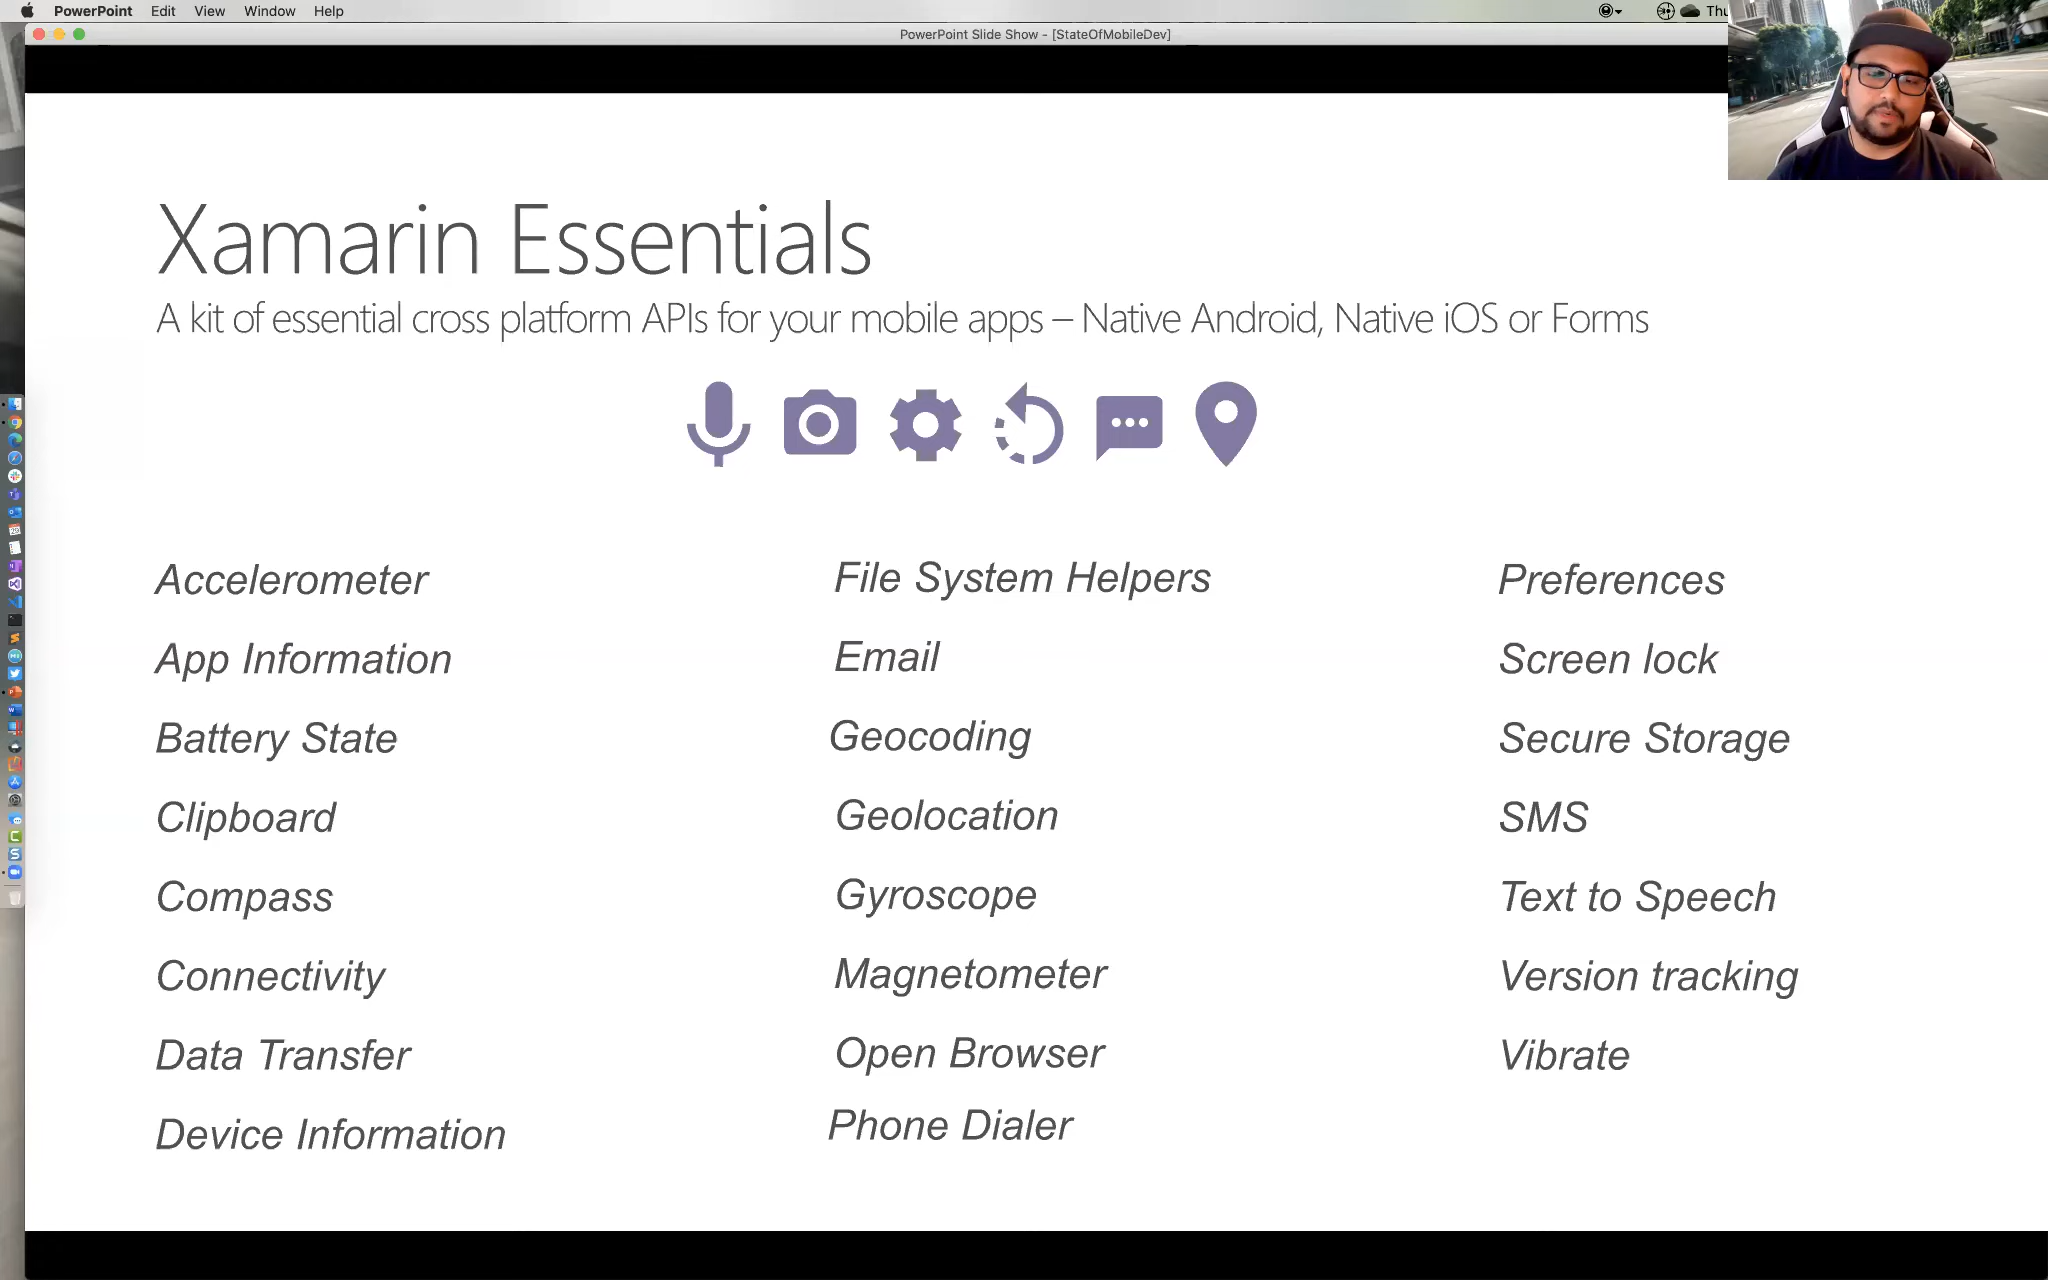 PowerPoint Edit View Window Help Thu
PowerPoint Slide Show - [StateOfMobileDev]
Xamarin Essentials
A kit of essential cross platform APIs for your mobile apps – Native Android, Native iOS or Forms
Accelerometer
App Information
Battery State
Clipboard
Compass
Connectivity
Data Transfer
Device Information
File System Helpers
Email
Geocoding
Geolocation
Gyroscope
Magnetometer
Open Browser
Phone Dialer
Preferences
Screen lock
Secure Storage
SMS
Text to Speech
Version tracking
Vibrate